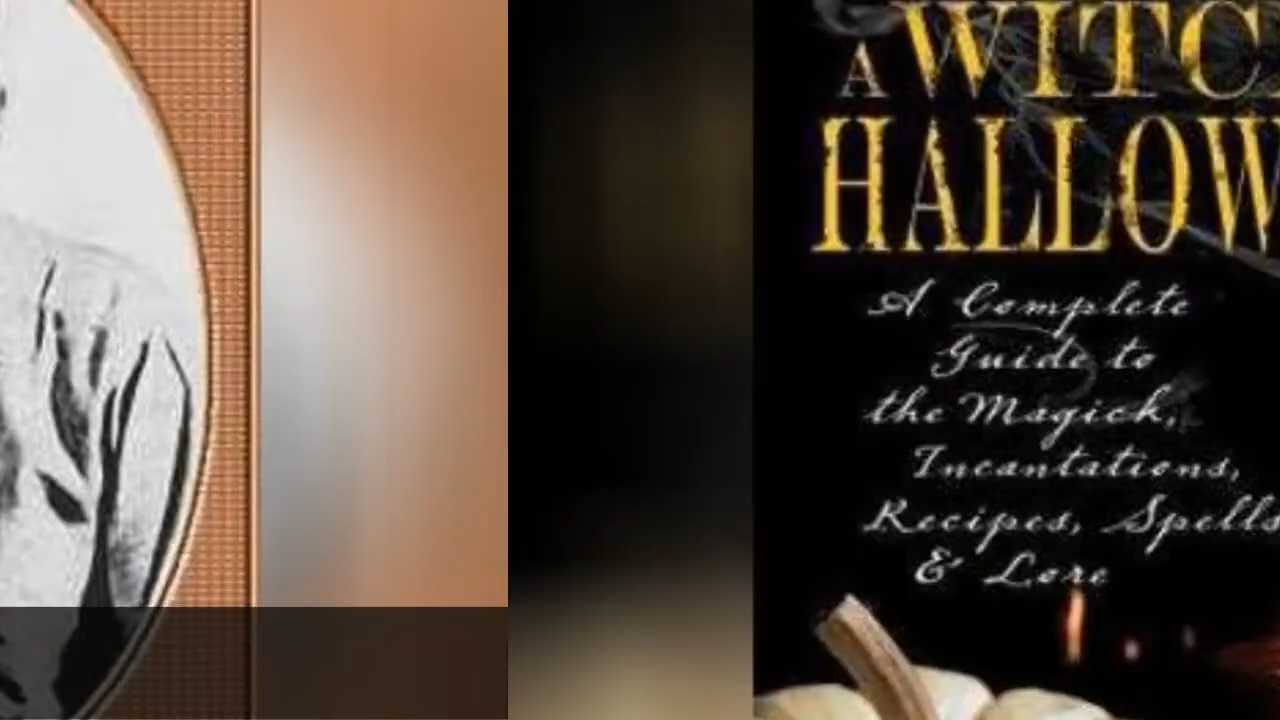 A WITC
HALLOW
A Complete
Guide to
the Magick,
Incantations,
Recipes, Spells
& Lore